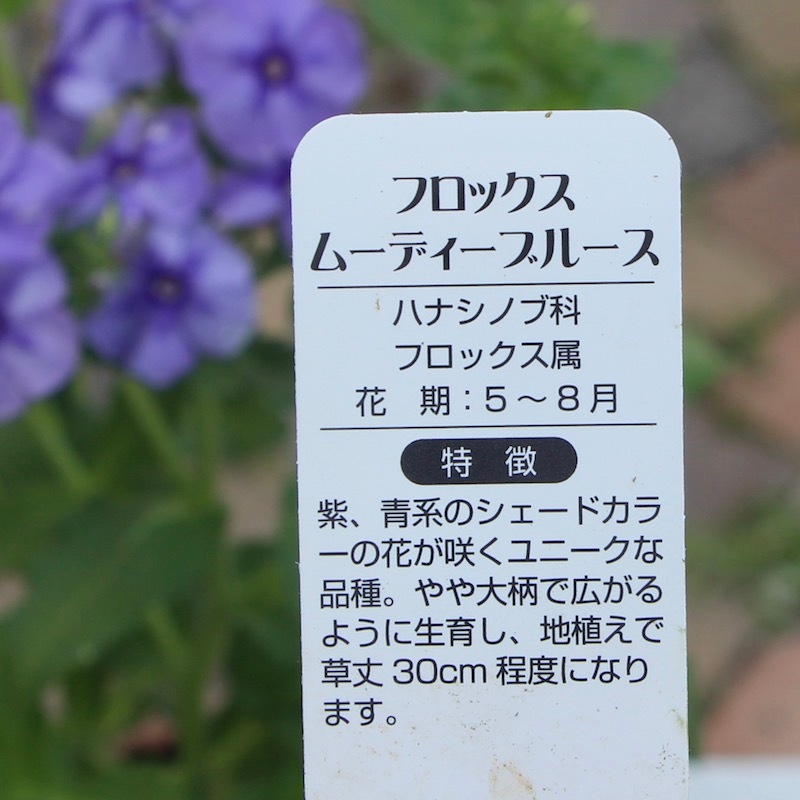 フロックス
ムーディーブルース
ハナシノブ科
フロックス属
花　期：5～8月
特　徴
紫、青系のシェードカラ
ーの花が咲くユニークな
品種。やや大柄で広がる
ように生育し、地植えで
草丈30cm程度になり
ます。